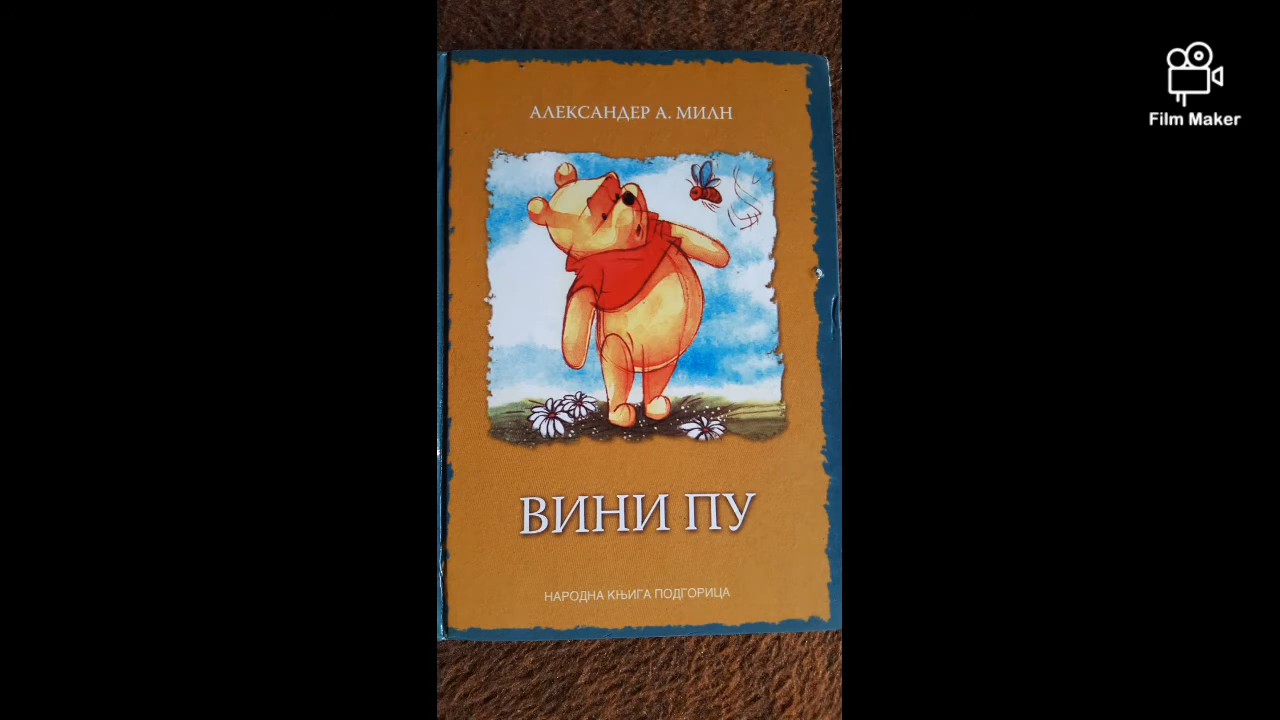 АЛЕКСАНДЕР А. МИЛН
ВИНИ ПУ
НАРОДНА КЊИГА ПОДГОРИЦА
Film Maker